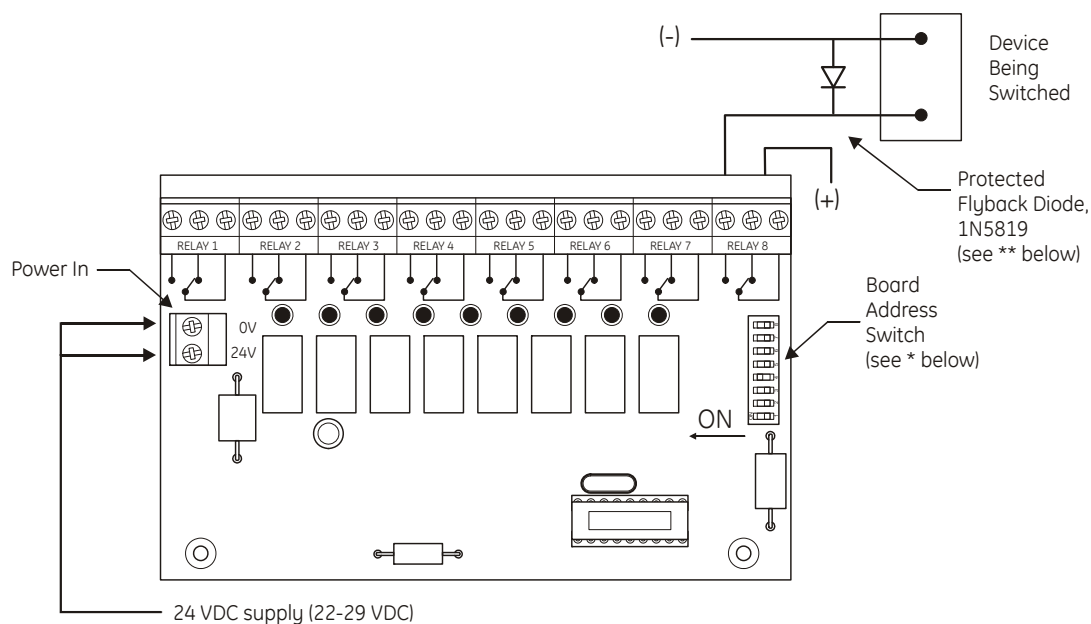 (-)
Device
Being
Switched
(+)
Protected
Flyback Diode,
1N5819
(see ** below)
RELAY 1 RELAY 2 RELAY 3 RELAY 4 RELAY 5 RELAY 6 RELAY 7 RELAY 8
Power In
0V
24V
Board
Address
Switch
(see * below)
ON
24 VDC supply (22-29 VDC)